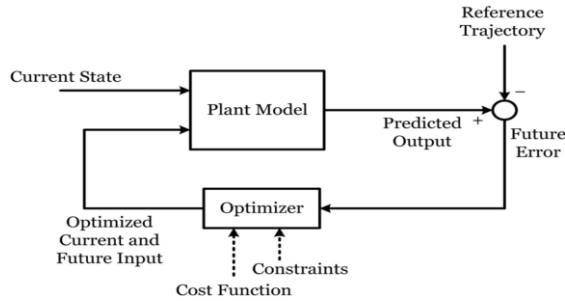 Reference
Trajectory
Current State
−
Plant Model
Predicted +
Output
Future
Error
Optimizer
Optimized
Current and
Future Input
Constraints
Cost Function